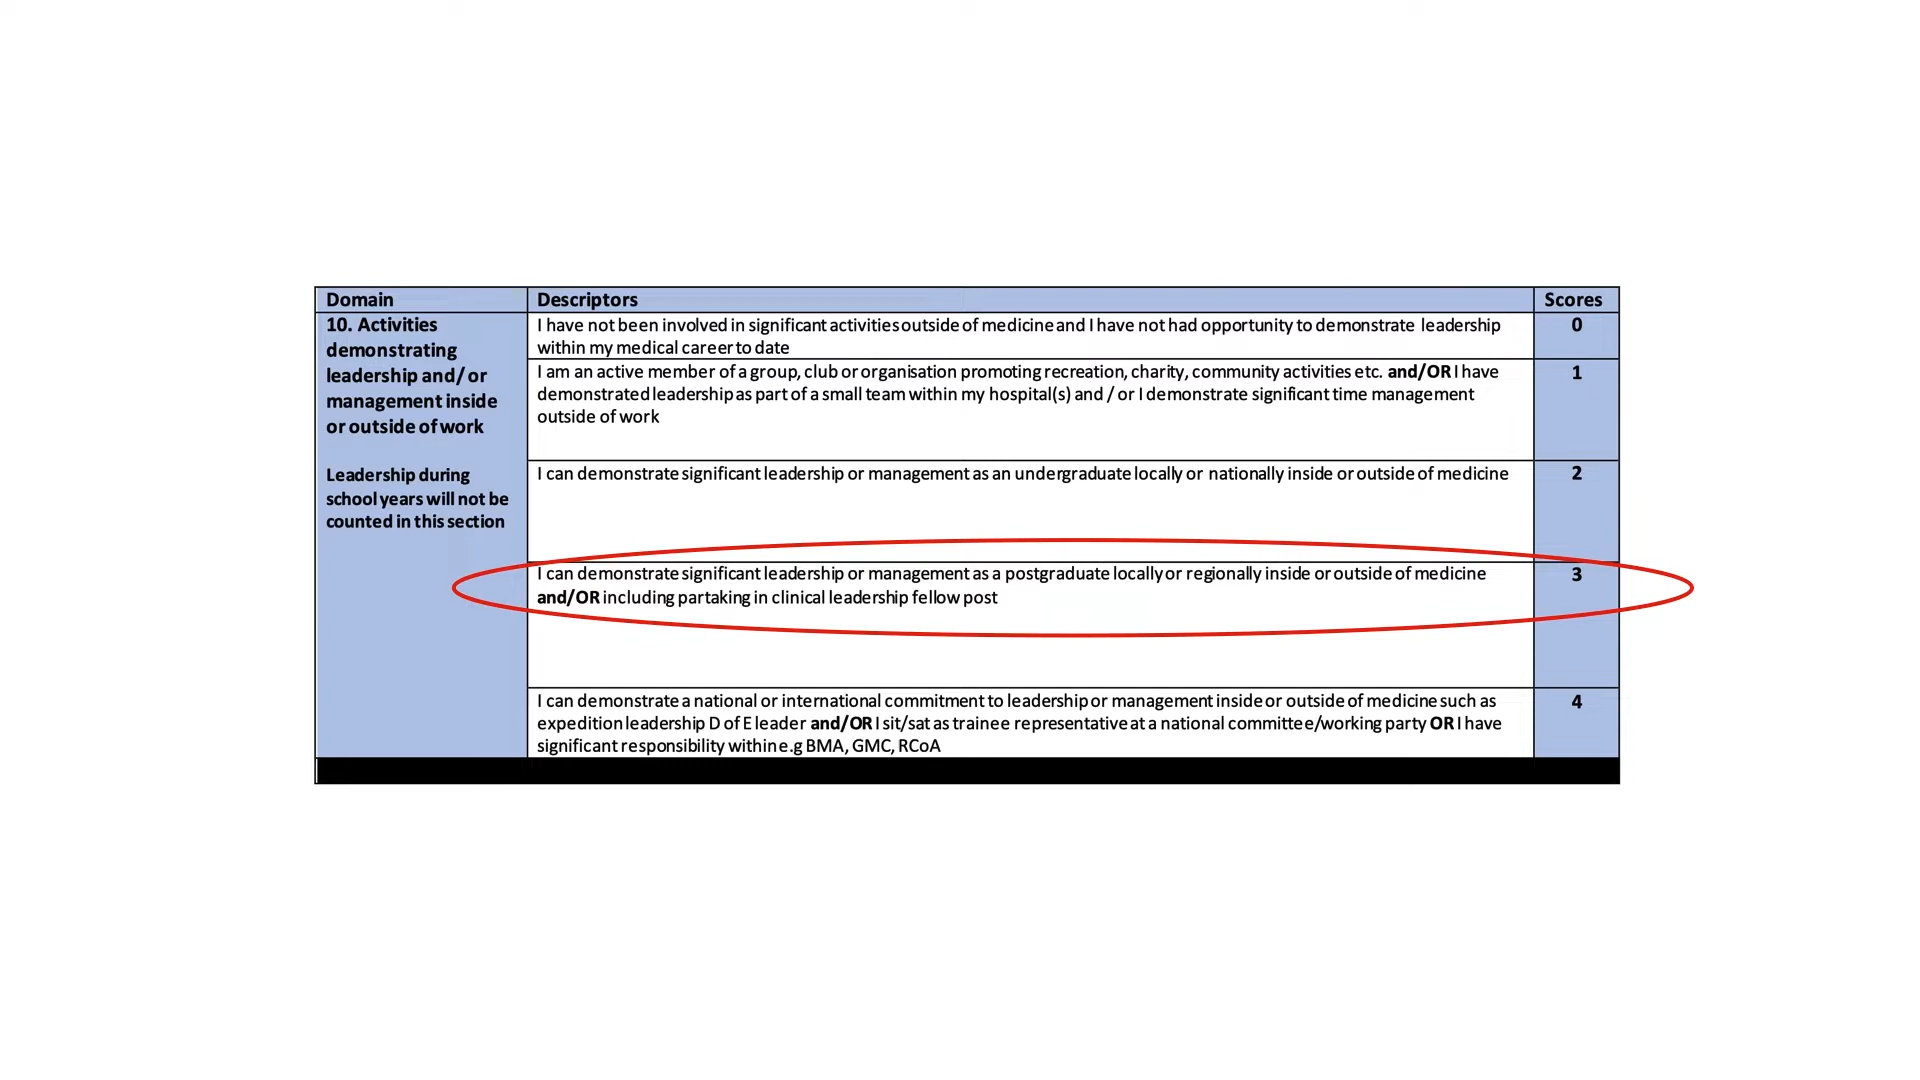 Domain Descriptors Scores
10. Activities
demonstrating
leadership and/ or
management inside
or outside of work
Leadership during
school years will not be
counted in this section
I have not been involved in significant activities outside of medicine and I have not had opportunity to demonstrate leadership
within my medical career to date
0
I am an active member of a group, club or organisation promoting recreation, charity, community activities etc. and/OR I have
demonstrated leadership as part of a small team within my hospital(s) and / or I demonstrate significant time management
outside of work
1
I can demonstrate significant leadership or management as an undergraduate locally or nationally inside or outside of medicine
2
I can demonstrate significant leadership or management as a postgraduate locally or regionally inside or outside of medicine
and/OR including partaking in clinical leadership fellow post
3
I can demonstrate a national or international commitment to leadership or management inside or outside of medicine such as
expedition leadership D of E leader and/OR I sit/sat as trainee representative at a national committee/working party OR I have
significant responsibility within e.g BMA, GMC, RCoA
4